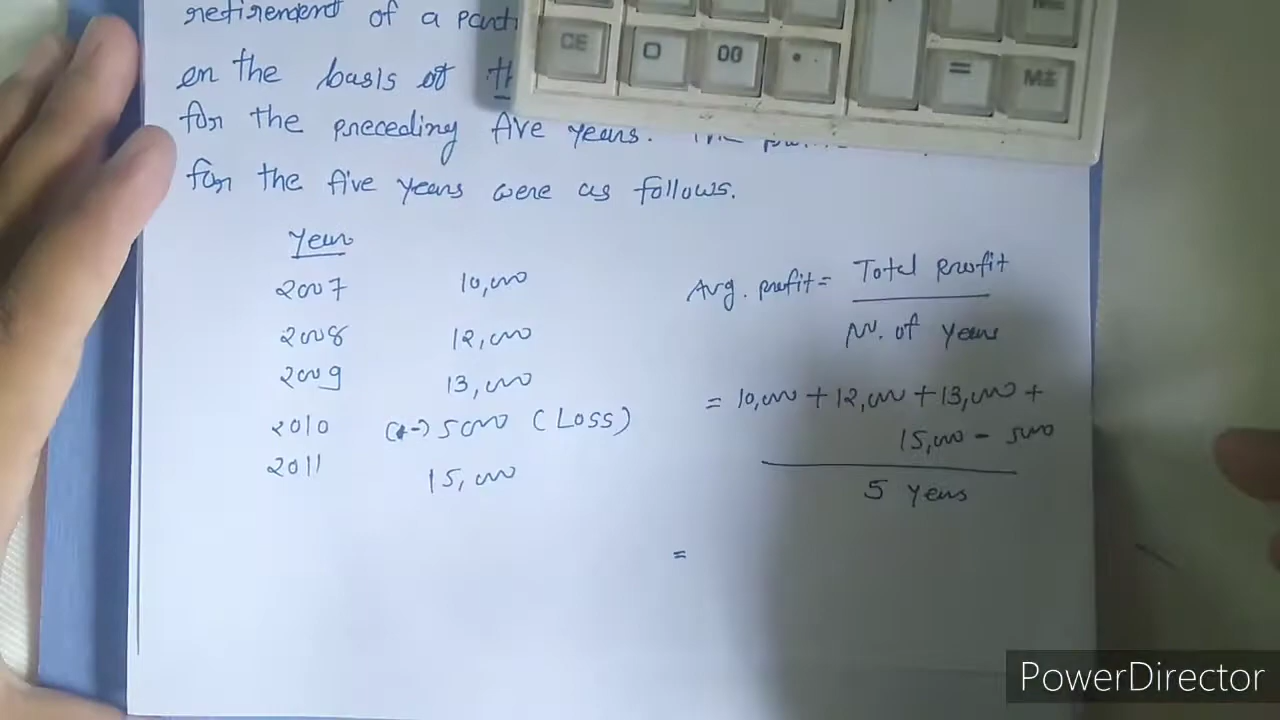 retirement of a
on the basis of
for the preceding five years. The
for the five years were as follows.
Year
2007 10,000
2008 12,000
2009 13,000
2010 (-) 5000 (Loss)
2011 15,000
Avg. profit = Total profit
No. of years
= 10,000 + 12,000 + 13,000 +
15,000 - 5000
5 years
=
CE 0 00 . = M±
PowerDirector